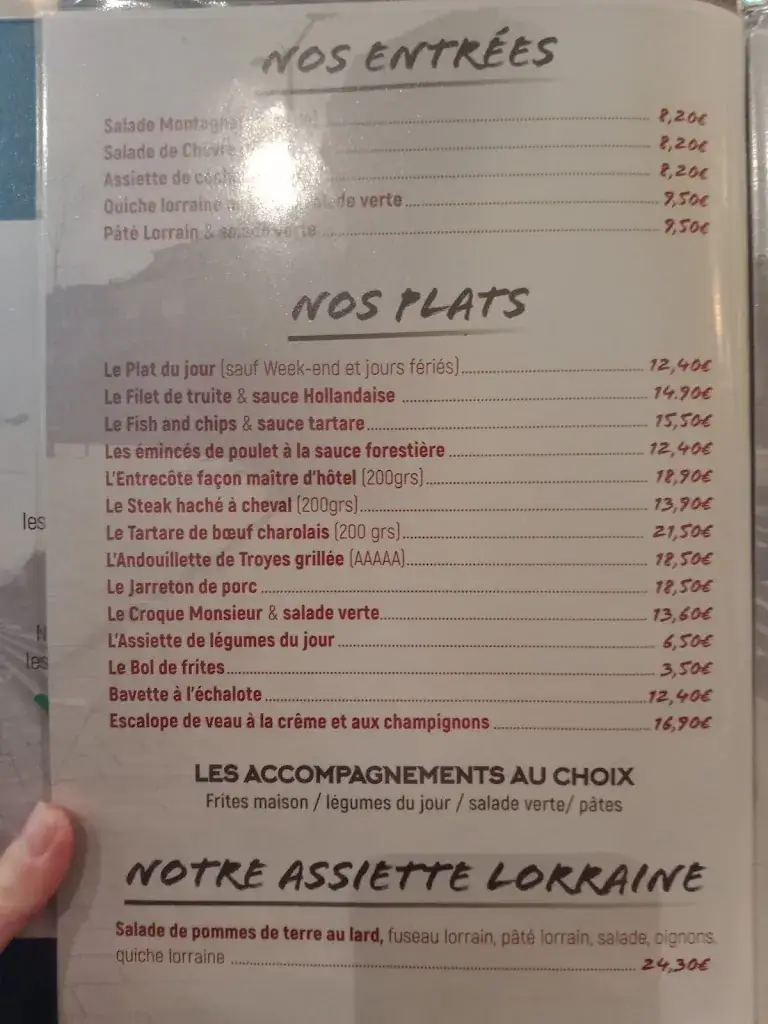 NOS ENTRÉES
Salade 8,20€
Salade de 8,20€
Assiette de 8,20€
Quiche lorraine verte 9,50€
Pâté Lorrain & salade verte 9,50€
NOS PLATS
Le Plat du jour (sauf Week-end et jours fériés) 12,40€
Le Filet de truite & sauce Hollandaise 14.90€
Le Fish and chips & sauce tartare 15,50€
Les émincés de poulet à la sauce forestière 12,40€
L'Entrecôte façon maître d'hôtel (200grs) 18,90€
Le Steak haché à cheval (200grs) 13,90€
Le Tartare de bœuf charolais (200 grs) 21,50€
L'Andouillette de Troyes grillée (AAAAA) 18,50€
Le Jarreton de porc 18,50€
Le Croque Monsieur & salade verte 13,60€
L'Assiette de légumes du jour 6,50€
Le Bol de frites 3,50€
Bavette à l'échalote 12,40€
Escalope de veau à la crême et aux champignons 16,90€
les
les
LES ACCOMPAGNEMENTS AU CHOIX
Frites maison / légumes du jour / salade verte/ pâtes
NOTRE ASSIETTE LORRAINE
Salade de pommes de terre au lard, fuseau lorrain, pâté lorrain, salade, oignons,
quiche lorraine 24,30€